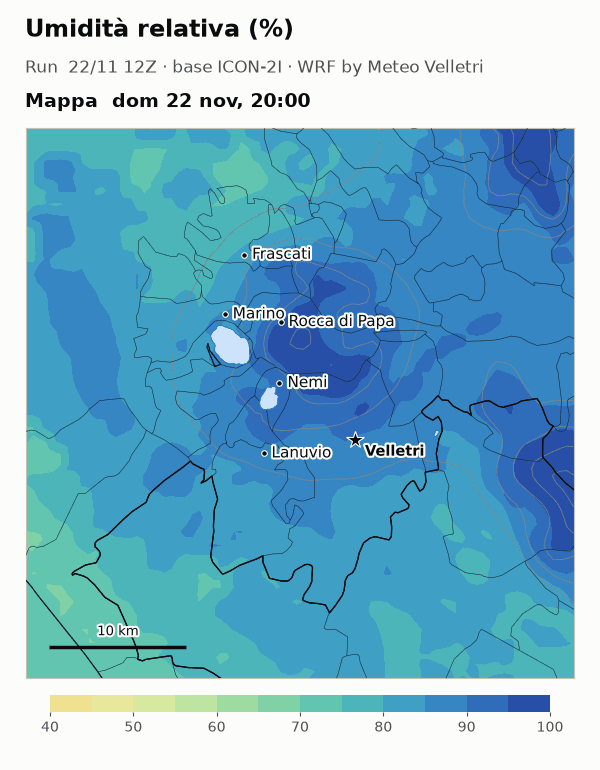 Umidità relativa (%)
Run  22/11 12Z · base ICON-2I · WRF by Meteo Velletri
Mappa  dom 22 nov, 20:00
Frascati
Marino
Rocca di Papa
Nemi
Velletri
Lanuvio
10 km
40 50 60 70 80 90 100